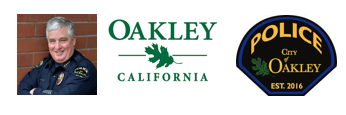 OAKLEY
CALIFORNIA
POLICE
CITY
of
OAKLEY
EST. 2016